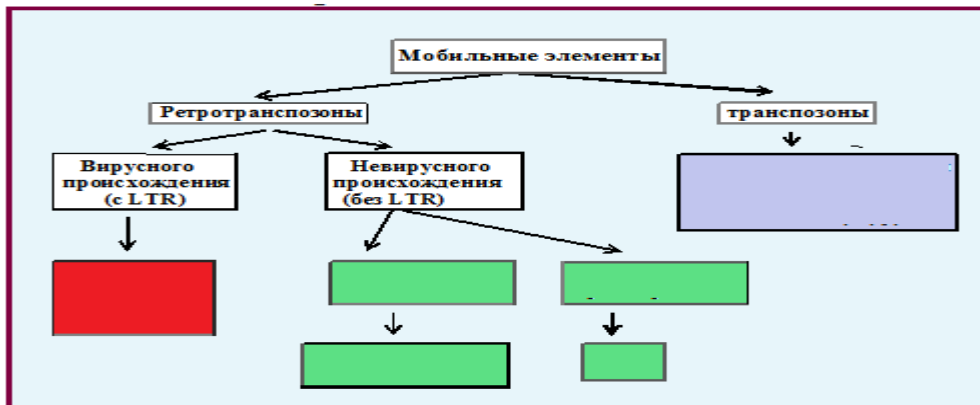 Мобильные элементы
Ретротранспозоны
транспозоны
Вирусного
происхождения
(с LTR)
Невирусного
происхождения
(без LTR)